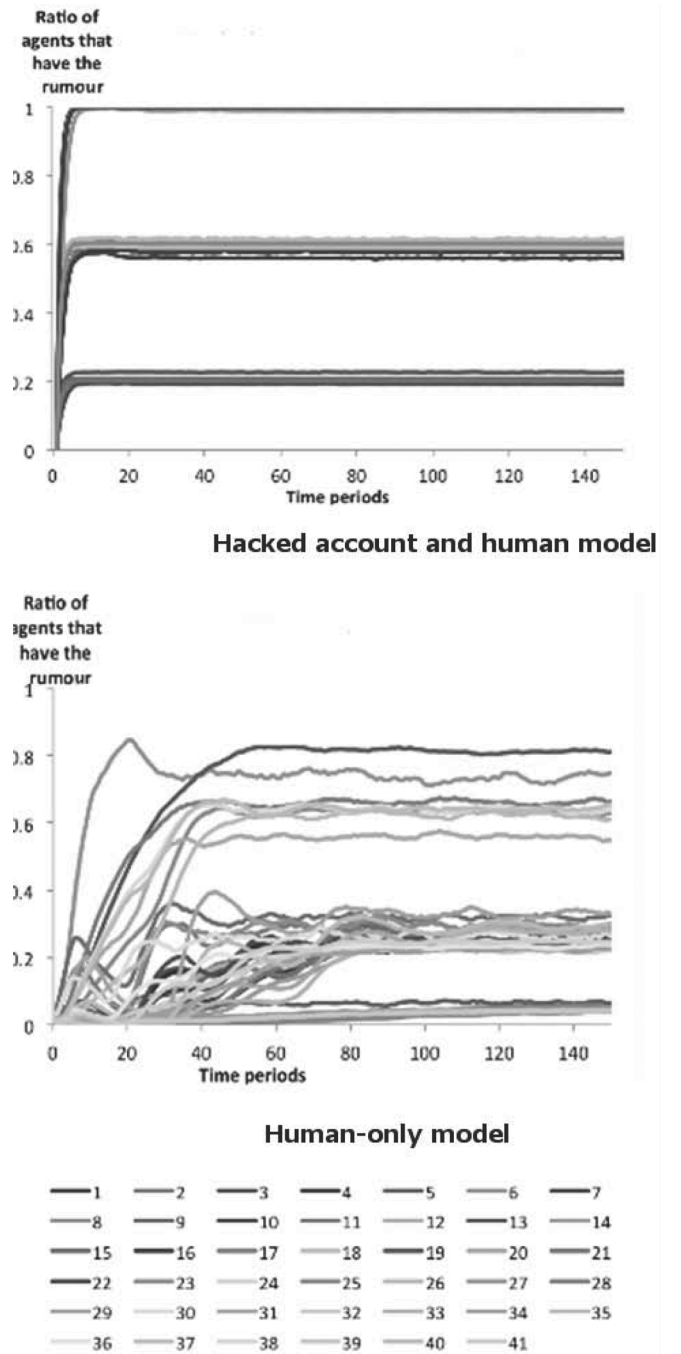 Ratio of
agents that
have the
rumour
1
0.8
0.6
0.4
0.2
0
0 20 40 60 80 100 120 140
Time periods
Hacked account and human model
Ratio of
agents that
have the
rumour
1
0.8
0.6
0.4
0.2
0
0 20 40 60 80 100 120 140
Time periods
Human-only model
1 2 3 4 5 6 7
8 9 10 11 12 13 14
15 16 17 18 19 20 21
22 23 24 25 26 27 28
29 30 31 32 33 34 35
36 37 38 39 40 41